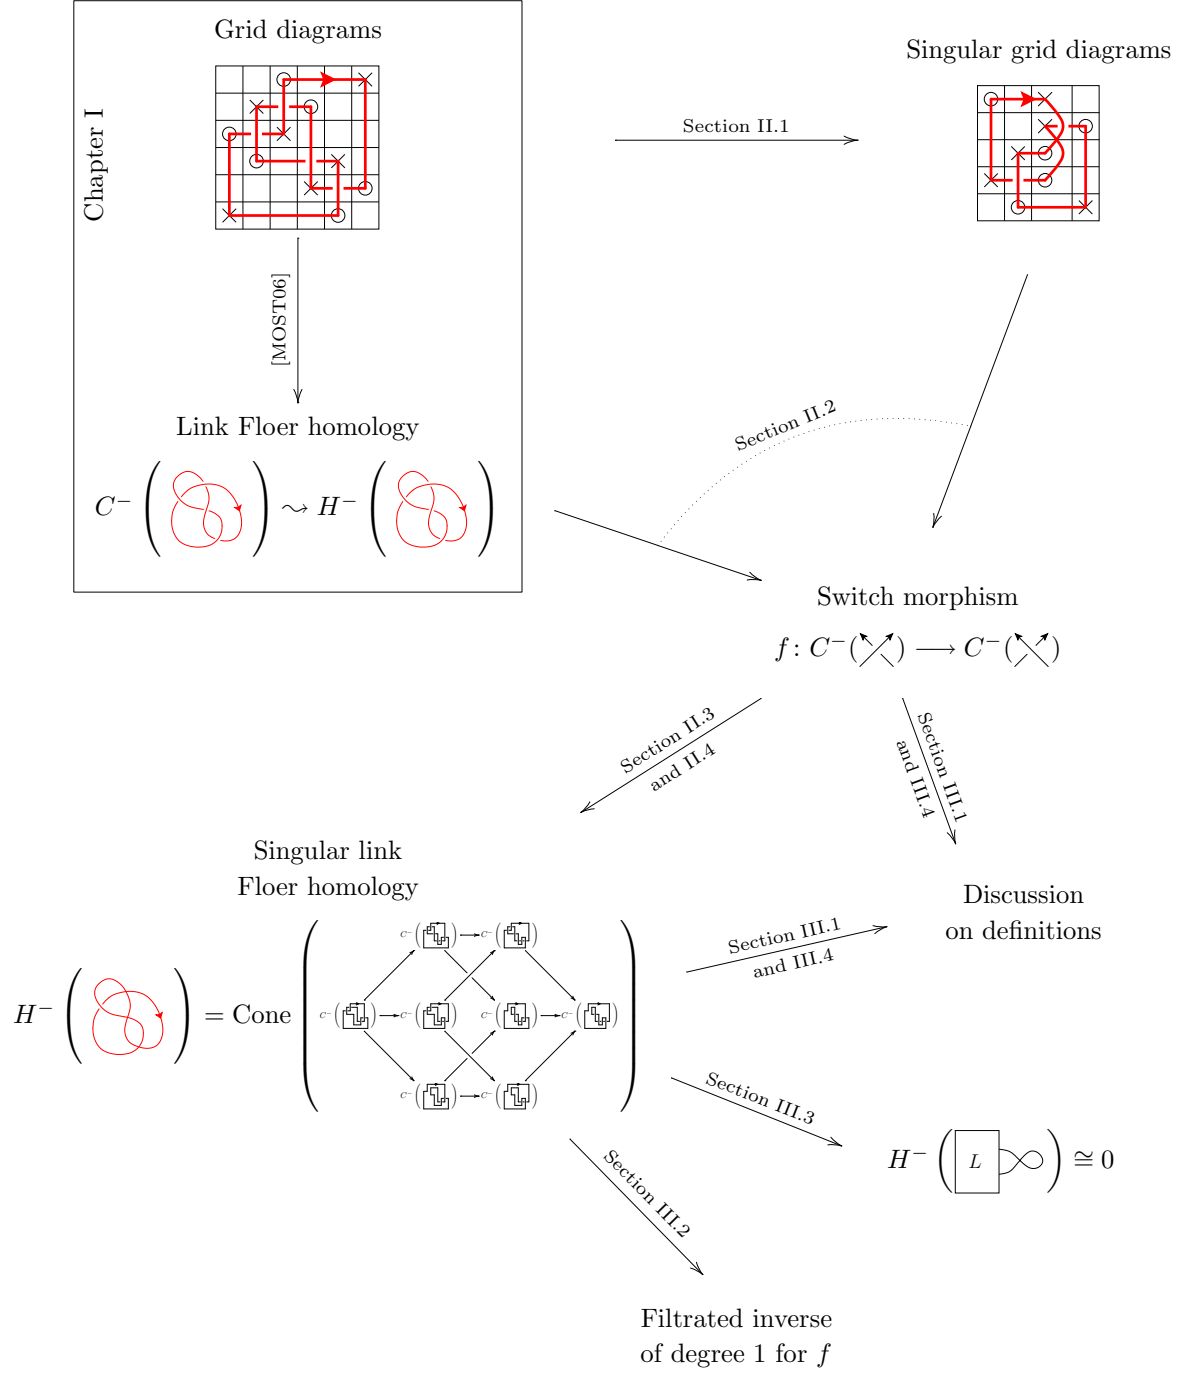 Grid diagrams
Singular grid diagrams
Chapter I
Section II.1
[MOST06]
Link Floer homology
C⁻ ( ) ⇝ H⁻ ( )
Section II.2
Switch morphism
f : C⁻( ) ⟶ C⁻( )
Section II.3
and II.4
Section III.1
and III.4
Singular link
Floer homology
Discussion
on definitions
C⁻ ( ) → C⁻ ( )
Section III.1
and III.4
H⁻ ( ) = Cone ( C⁻ ( ) → C⁻ ( ) C⁻ ( ) → C⁻ ( ) )
C⁻ ( ) → C⁻ ( )
Section III.3
H⁻ ( L ) ≅ 0
Section III.2
Filtrated inverse
of degree 1 for f